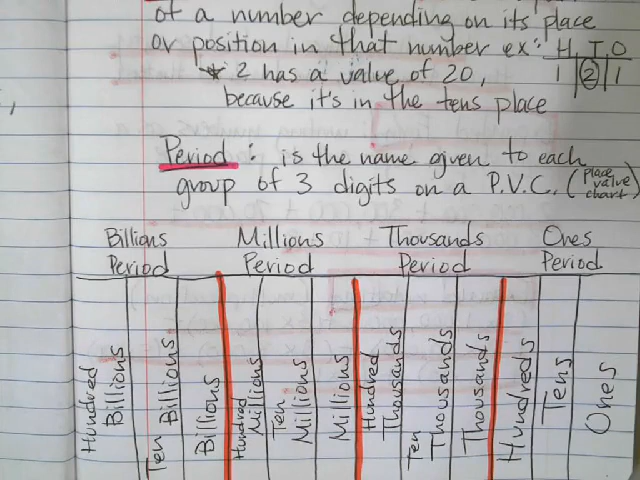 of a number depending on its place
or position in that number ex: H T O
* 2 has a value of 20, 1 2 1
because it's in the tens place
Period : is the name given to each
group of 3 digits on a P.V.C. (place value chart)
Billions Period Millions Period Thousands Period Ones Period
Hundred Billions
Ten Billions
Billions
Hundred Millions
Ten Millions
Millions
Hundred Thousands
Ten Thousands
Thousands
Hundreds
Tens
Ones